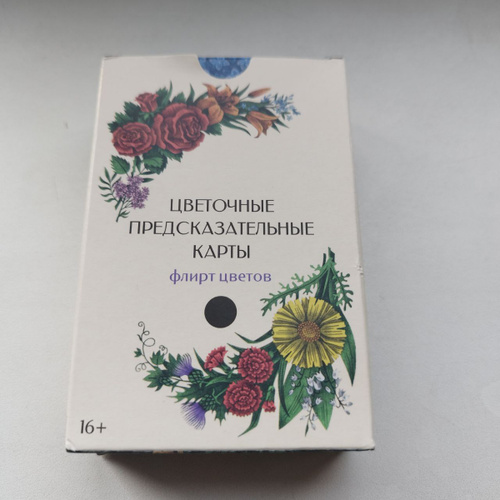 ЦВЕТОЧНЫЕ
ПРЕДСКАЗАТЕЛЬНЫЕ
КАРТЫ
флирт цветов
16+